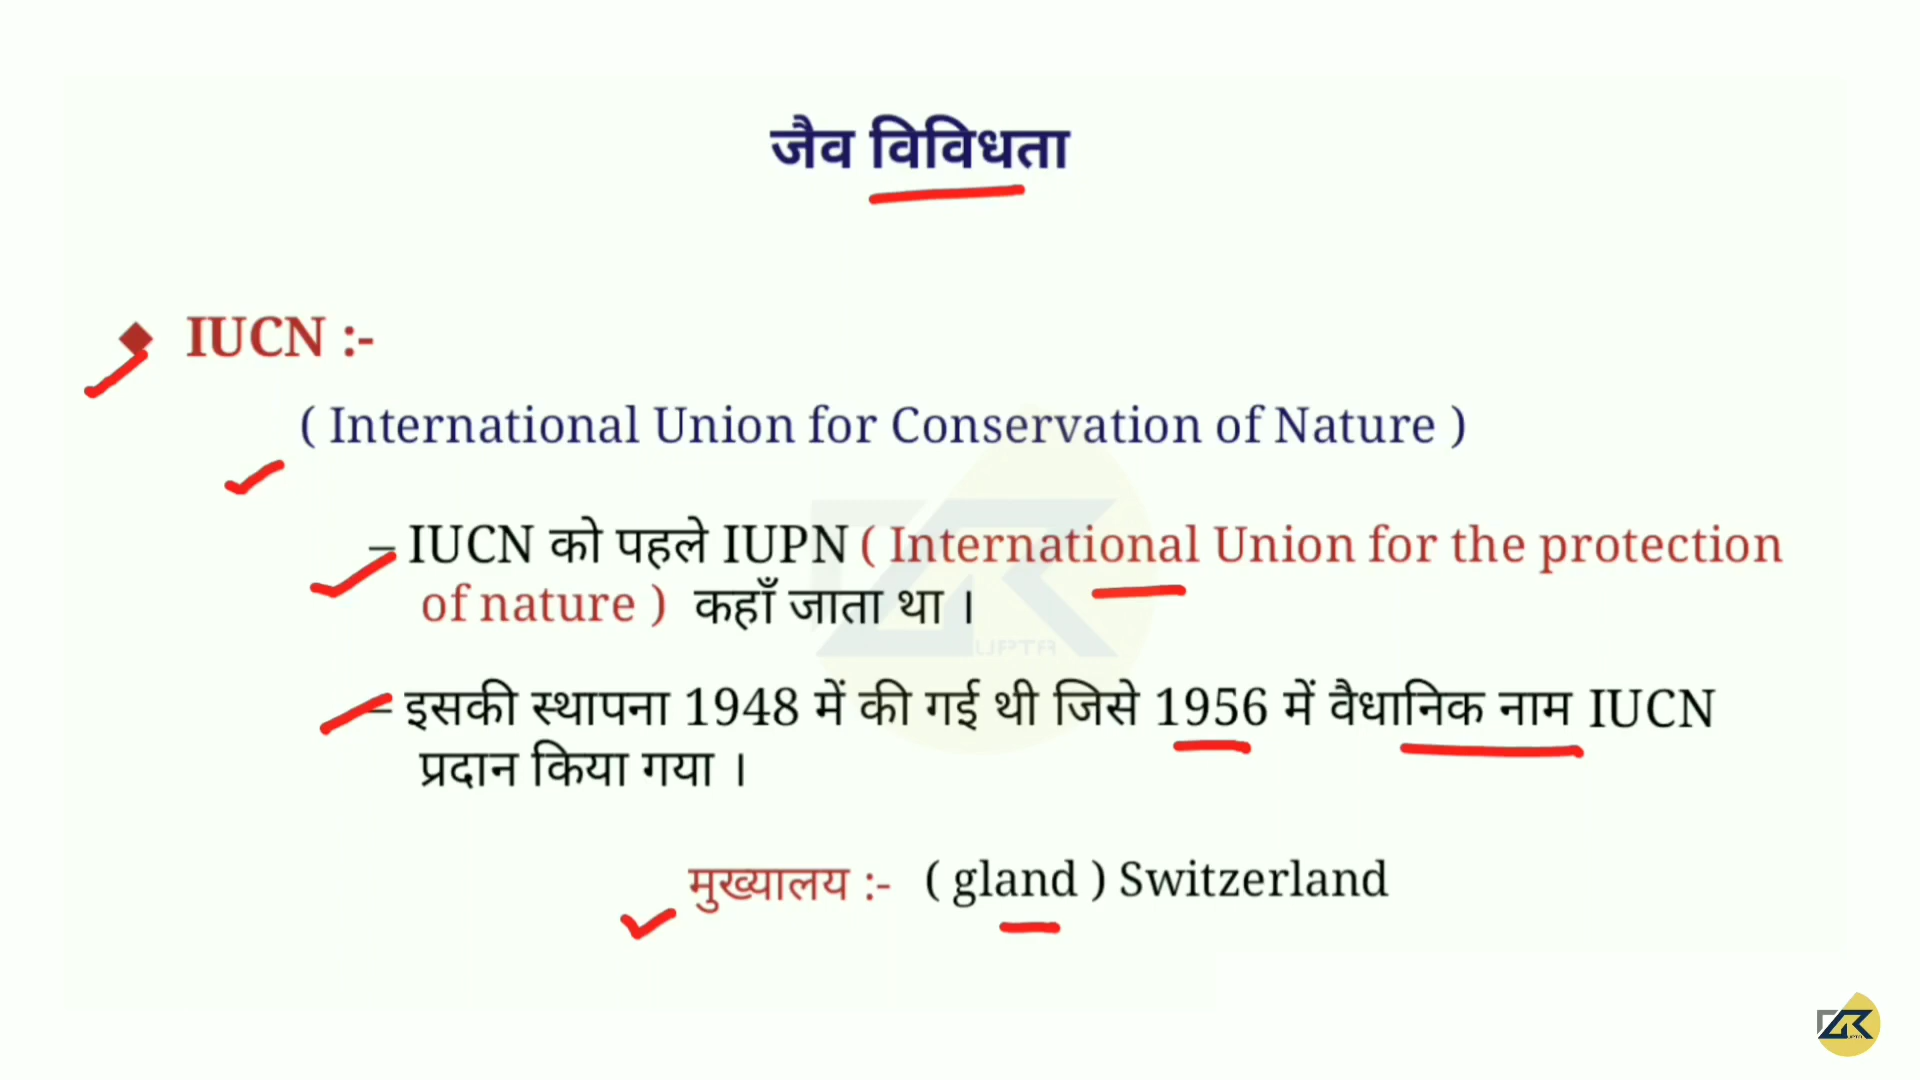 जैव विविधता
◆ IUCN :-
( International Union for Conservation of Nature )
– IUCN को पहले IUPN ( International Union for the protection
of nature ) कहाँ जाता था ।
UPTA
– इसकी स्थापना 1948 में की गई थी जिसे 1956 में वैधानिक नाम IUCN
प्रदान किया गया ।
मुख्यालय :- ( gland ) Switzerland